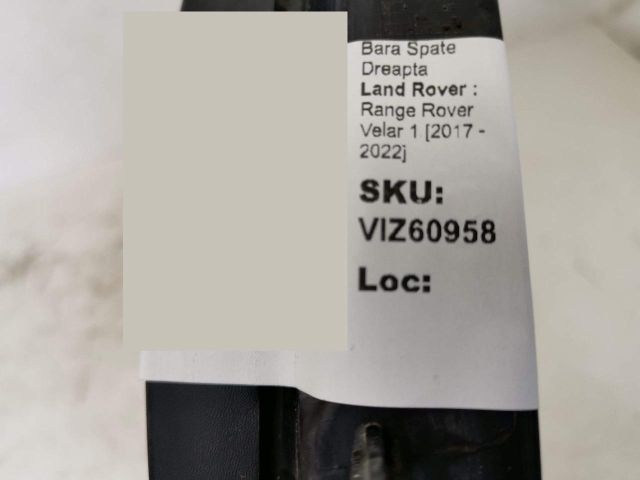 Bara Spate
Dreapta
Land Rover :
Range Rover
Velar 1 [2017 -
2022]
SKU:
VIZ60958
Loc: